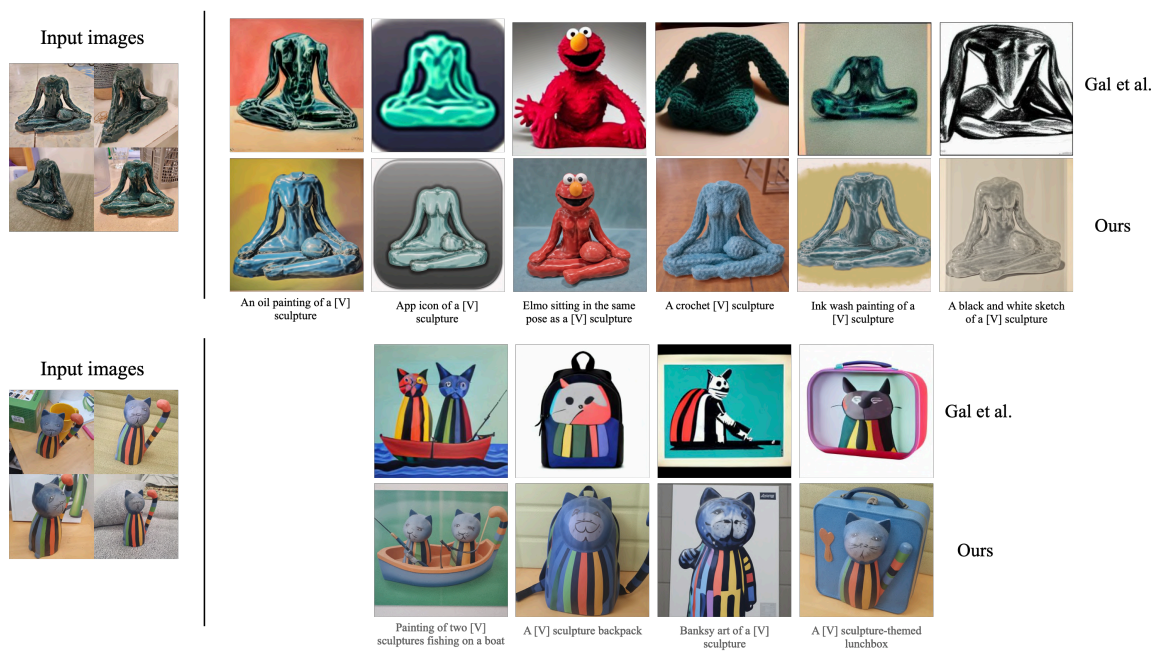 Input images
Gal et al.
Ours
An oil painting of a [V]
sculpture
App icon of a [V]
sculpture
Elmo sitting in the same
pose as a [V] sculpture
A crochet [V] sculpture
Ink wash painting of a
[V] sculpture
A black and white sketch
of a [V] sculpture
Input images
Gal et al.
Ours
Painting of two [V]
sculptures fishing on a boat
A [V] sculpture backpack
Banksy art of a [V]
sculpture
A [V] sculpture-themed
lunchbox